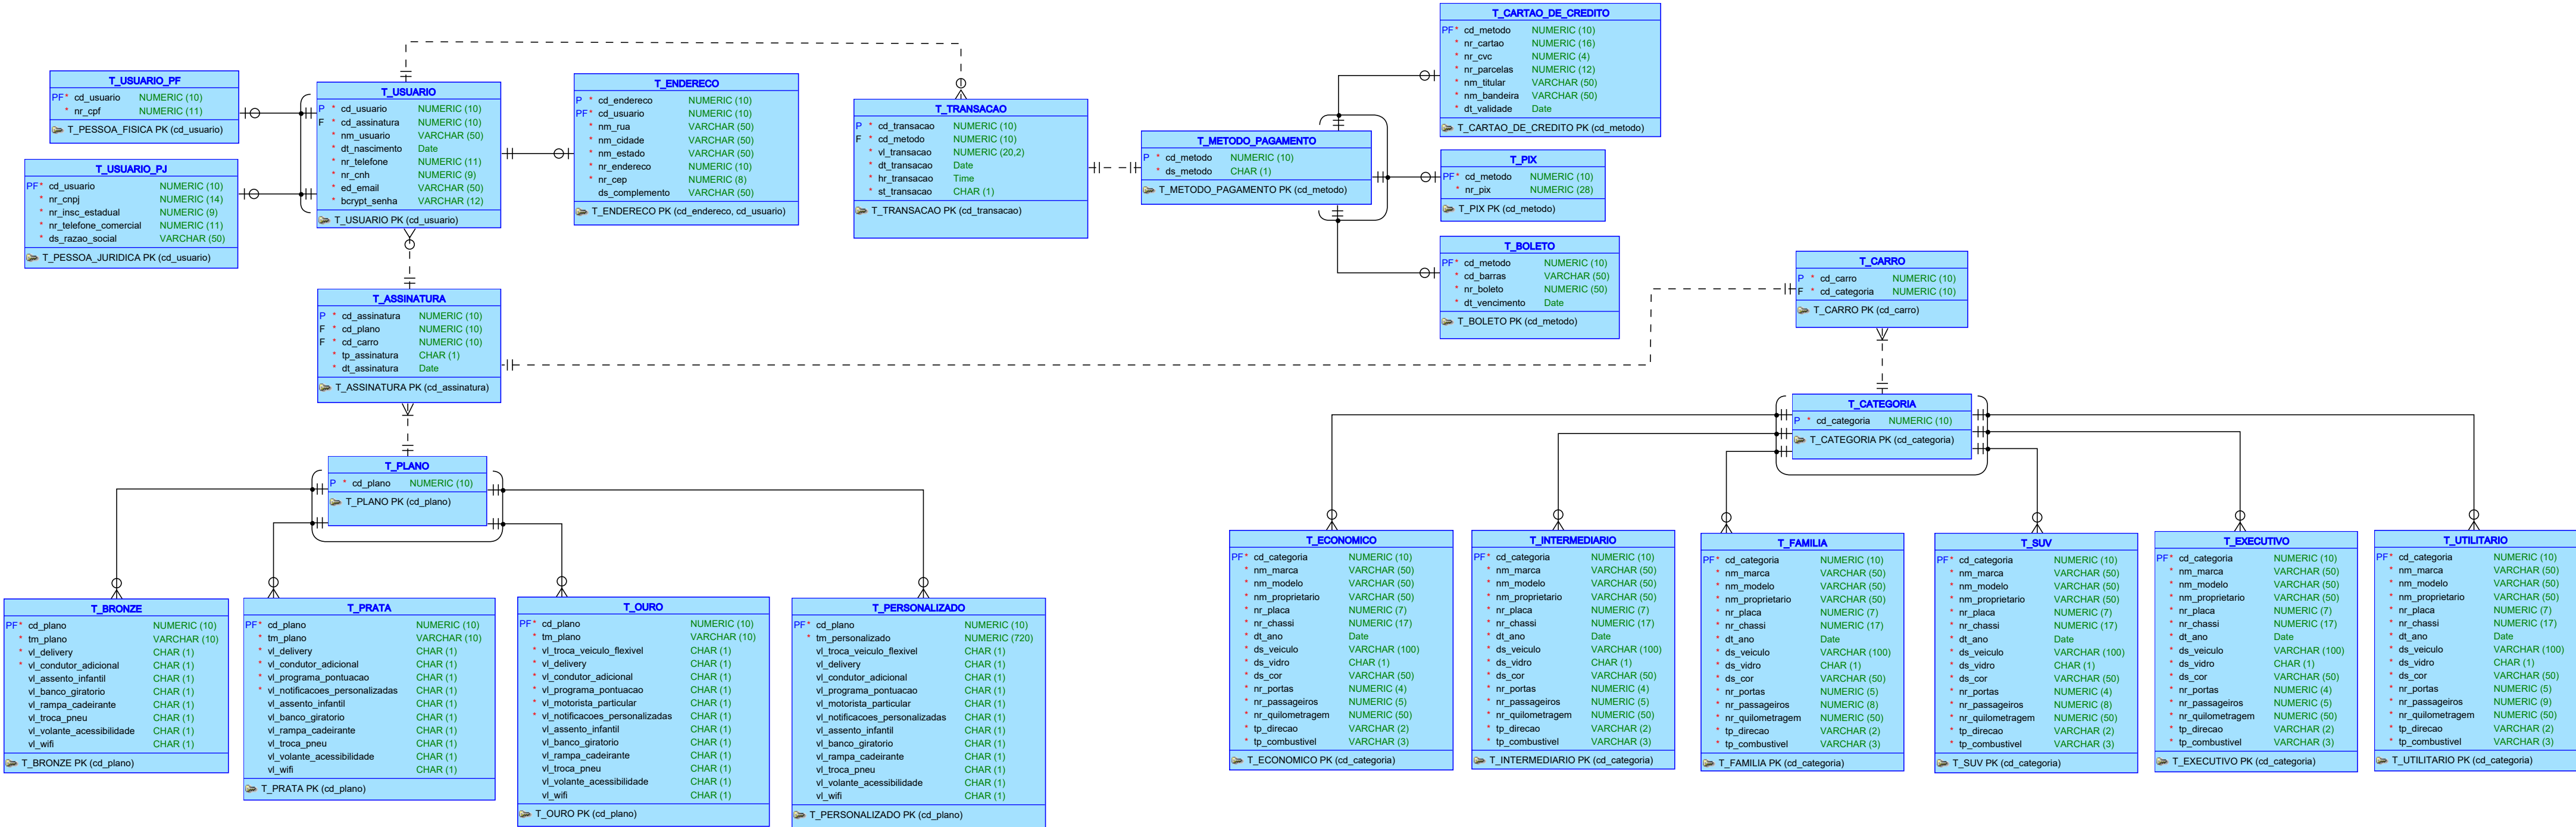 T_CARTAO_DE_CREDITO
PF* cd_metodo NUMERIC (10)
* nr_cartao NUMERIC (16)
* nr_cvc NUMERIC (4)
* nr_parcelas NUMERIC (12)
* nm_titular VARCHAR (50)
* nm_bandeira VARCHAR (50)
* dt_validade Date
T_CARTAO_DE_CREDITO PK (cd_metodo)
T_USUARIO_PF
PF* cd_usuario NUMERIC (10)
* nr_cpf NUMERIC (11)
T_PESSOA_FISICA PK (cd_usuario)
T_USUARIO
P * cd_usuario NUMERIC (10)
F * cd_assinatura NUMERIC (10)
* nm_usuario VARCHAR (50)
* dt_nascimento Date
* nr_telefone NUMERIC (11)
* nr_cnh NUMERIC (9)
* ed_email VARCHAR (50)
* bcrypt_senha VARCHAR (12)
T_USUARIO PK (cd_usuario)
T_ENDERECO
P * cd_endereco NUMERIC (10)
PF* cd_usuario NUMERIC (10)
* nm_rua VARCHAR (50)
* nm_cidade VARCHAR (50)
* nm_estado VARCHAR (50)
* nr_endereco NUMERIC (10)
* nr_cep NUMERIC (8)
ds_complemento VARCHAR (50)
T_ENDERECO PK (cd_endereco, cd_usuario)
T_TRANSACAO
P * cd_transacao NUMERIC (10)
F * cd_metodo NUMERIC (10)
* vl_transacao NUMERIC (20,2)
* dt_transacao Date
* hr_transacao Time
* st_transacao CHAR (1)
T_TRANSACAO PK (cd_transacao)
T_METODO_PAGAMENTO
P * cd_metodo NUMERIC (10)
* ds_metodo CHAR (1)
T_METODO_PAGAMENTO PK (cd_metodo)
T_PIX
PF* cd_metodo NUMERIC (10)
* nr_pix NUMERIC (28)
T_PIX PK (cd_metodo)
T_USUARIO_PJ
PF* cd_usuario NUMERIC (10)
* nr_cnpj NUMERIC (14)
* nr_insc_estadual NUMERIC (9)
* nr_telefone_comercial NUMERIC (11)
* ds_razao_social VARCHAR (50)
T_PESSOA_JURIDICA PK (cd_usuario)
T_BOLETO
PF* cd_metodo NUMERIC (10)
* cd_barras VARCHAR (50)
* nr_boleto NUMERIC (50)
* dt_vencimento Date
T_BOLETO PK (cd_metodo)
T_CARRO
P * cd_carro NUMERIC (10)
F * cd_categoria NUMERIC (10)
T_CARRO PK (cd_carro)
T_ASSINATURA
P * cd_assinatura NUMERIC (10)
F * cd_plano NUMERIC (10)
F * cd_carro NUMERIC (10)
* tp_assinatura CHAR (1)
* dt_assinatura Date
T_ASSINATURA PK (cd_assinatura)
T_CATEGORIA
P * cd_categoria NUMERIC (10)
T_CATEGORIA PK (cd_categoria)
T_PLANO
P * cd_plano NUMERIC (10)
T_PLANO PK (cd_plano)
T_BRONZE
PF* cd_plano NUMERIC (10)
* tm_plano VARCHAR (10)
* vl_delivery CHAR (1)
* vl_condutor_adicional CHAR (1)
vl_assento_infantil CHAR (1)
vl_banco_giratorio CHAR (1)
vl_rampa_cadeirante CHAR (1)
vl_troca_pneu CHAR (1)
vl_volante_acessibilidade CHAR (1)
vl_wifi CHAR (1)
T_BRONZE PK (cd_plano)
T_PRATA
PF* cd_plano NUMERIC (10)
* tm_plano VARCHAR (10)
* vl_delivery CHAR (1)
* vl_condutor_adicional CHAR (1)
* vl_programa_pontuacao CHAR (1)
* vl_notificacoes_personalizadas CHAR (1)
vl_assento_infantil CHAR (1)
vl_banco_giratorio CHAR (1)
vl_rampa_cadeirante CHAR (1)
vl_troca_pneu CHAR (1)
vl_volante_acessibilidade CHAR (1)
vl_wifi CHAR (1)
T_PRATA PK (cd_plano)
T_OURO
PF* cd_plano NUMERIC (10)
* tm_plano VARCHAR (10)
* vl_troca_veiculo_flexivel CHAR (1)
* vl_delivery CHAR (1)
* vl_condutor_adicional CHAR (1)
* vl_programa_pontuacao CHAR (1)
* vl_motorista_particular CHAR (1)
* vl_notificacoes_personalizadas CHAR (1)
vl_assento_infantil CHAR (1)
vl_banco_giratorio CHAR (1)
vl_rampa_cadeirante CHAR (1)
vl_troca_pneu CHAR (1)
vl_volante_acessibilidade CHAR (1)
vl_wifi CHAR (1)
T_OURO PK (cd_plano)
T_PERSONALIZADO
PF* cd_plano NUMERIC (10)
* tm_personalizado NUMERIC (720)
vl_troca_veiculo_flexivel CHAR (1)
vl_delivery CHAR (1)
vl_condutor_adicional CHAR (1)
vl_programa_pontuacao CHAR (1)
vl_motorista_particular CHAR (1)
vl_notificacoes_personalizadas CHAR (1)
vl_assento_infantil CHAR (1)
vl_banco_giratorio CHAR (1)
vl_rampa_cadeirante CHAR (1)
vl_troca_pneu CHAR (1)
vl_volante_acessibilidade CHAR (1)
vl_wifi CHAR (1)
T_PERSONALIZADO PK (cd_plano)
T_ECONOMICO
PF* cd_categoria NUMERIC (10)
* nm_marca VARCHAR (50)
* nm_modelo VARCHAR (50)
* nm_proprietario VARCHAR (50)
* nr_placa NUMERIC (7)
* nr_chassi NUMERIC (17)
* dt_ano Date
* ds_veiculo VARCHAR (100)
* ds_vidro CHAR (1)
* ds_cor VARCHAR (50)
* nr_portas NUMERIC (4)
* nr_passageiros NUMERIC (5)
* nr_quilometragem NUMERIC (50)
* tp_direcao VARCHAR (2)
* tp_combustivel VARCHAR (3)
T_ECONOMICO PK (cd_categoria)
T_INTERMEDIARIO
PF* cd_categoria NUMERIC (10)
* nm_marca VARCHAR (50)
* nm_modelo VARCHAR (50)
* nm_proprietario VARCHAR (50)
* nr_placa NUMERIC (7)
* nr_chassi NUMERIC (17)
* dt_ano Date
* ds_veiculo VARCHAR (100)
* ds_vidro CHAR (1)
* ds_cor VARCHAR (50)
* nr_portas NUMERIC (4)
* nr_passageiros NUMERIC (5)
* nr_quilometragem NUMERIC (50)
* tp_direcao VARCHAR (2)
* tp_combustivel VARCHAR (3)
T_INTERMEDIARIO PK (cd_categoria)
T_FAMILIA
PF* cd_categoria NUMERIC (10)
* nm_marca VARCHAR (50)
* nm_modelo VARCHAR (50)
* nm_proprietario VARCHAR (50)
* nr_placa NUMERIC (7)
* nr_chassi NUMERIC (17)
* dt_ano Date
* ds_veiculo VARCHAR (100)
* ds_vidro CHAR (1)
* ds_cor VARCHAR (50)
* nr_portas NUMERIC (5)
* nr_passageiros NUMERIC (8)
* nr_quilometragem NUMERIC (50)
* tp_direcao VARCHAR (2)
* tp_combustivel VARCHAR (3)
T_FAMILIA PK (cd_categoria)
T_SUV
PF* cd_categoria NUMERIC (10)
* nm_marca VARCHAR (50)
* nm_modelo VARCHAR (50)
* nm_proprietario VARCHAR (50)
* nr_placa NUMERIC (7)
* nr_chassi NUMERIC (17)
* dt_ano Date
* ds_veiculo VARCHAR (100)
* ds_vidro CHAR (1)
* ds_cor VARCHAR (50)
* nr_portas NUMERIC (4)
* nr_passageiros NUMERIC (8)
* nr_quilometragem NUMERIC (50)
* tp_direcao VARCHAR (2)
* tp_combustivel VARCHAR (3)
T_SUV PK (cd_categoria)
T_EXECUTIVO
PF* cd_categoria NUMERIC (10)
* nm_marca VARCHAR (50)
* nm_modelo VARCHAR (50)
* nm_proprietario VARCHAR (50)
* nr_placa NUMERIC (7)
* nr_chassi NUMERIC (17)
* dt_ano Date
* ds_veiculo VARCHAR (100)
* ds_vidro CHAR (1)
* ds_cor VARCHAR (50)
* nr_portas NUMERIC (4)
* nr_passageiros NUMERIC (5)
* nr_quilometragem NUMERIC (50)
* tp_direcao VARCHAR (2)
* tp_combustivel VARCHAR (3)
T_EXECUTIVO PK (cd_categoria)
T_UTILITARIO
PF* cd_categoria NUMERIC (10)
* nm_marca VARCHAR (50)
* nm_modelo VARCHAR (50)
* nm_proprietario VARCHAR (50)
* nr_placa NUMERIC (7)
* nr_chassi NUMERIC (17)
* dt_ano Date
* ds_veiculo VARCHAR (100)
* ds_vidro CHAR (1)
* ds_cor VARCHAR (50)
* nr_portas NUMERIC (5)
* nr_passageiros NUMERIC (9)
* nr_quilometragem NUMERIC (50)
* tp_direcao VARCHAR (2)
* tp_combustivel VARCHAR (3)
T_UTILITARIO PK (cd_categoria)